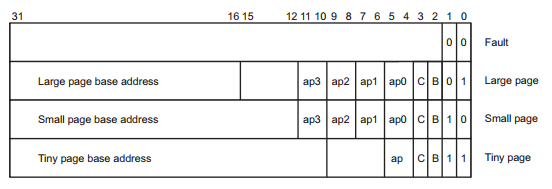 31 16 15 12 11 10 9 8 7 6 5 4 3 2 1 0
0 0 Fault
Large page base address ap3 ap2 ap1 ap0 C B 0 1 Large page
Small page base address ap3 ap2 ap1 ap0 C B 1 0 Small page
Tiny page base address ap C B 1 1 Tiny page